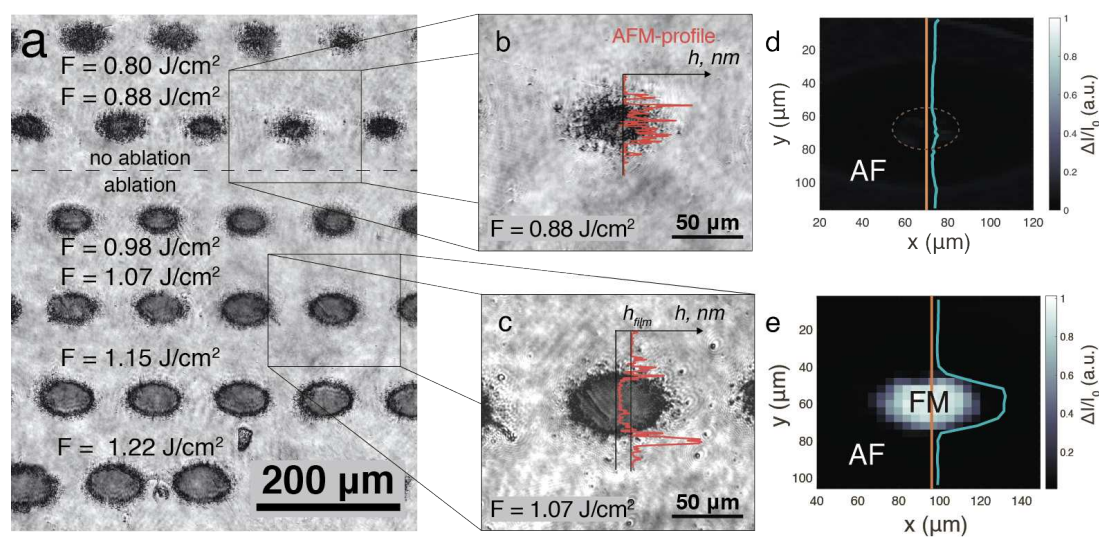 a
F = 0.80 J/cm²
F = 0.88 J/cm²
no ablation
ablation
F = 0.98 J/cm²
F = 1.07 J/cm²
F = 1.15 J/cm²
F = 1.22 J/cm²
200 µm
b
AFM-profile
h, nm
F = 0.88 J/cm²
50 µm
c
h_film h, nm
F = 1.07 J/cm²
50 µm
d
20
40
60
80
100
y (µm)
AF
20 40 60 80 100 120
x (µm)
1
0.8
0.6
0.4
0.2
0
ΔI/I₀ (a.u.)
e
20
40
60
80
100
y (µm)
FM
AF
40 60 80 100 120 140
x (µm)
1
0.8
0.6
0.4
0.2
ΔI/I₀ (a.u.)